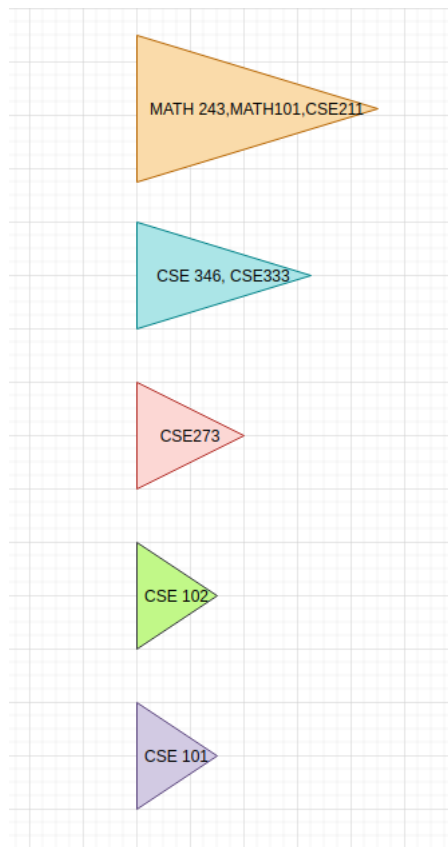 MATH 243,MATH101,CSE211
CSE 346, CSE333
CSE273
CSE 102
CSE 101